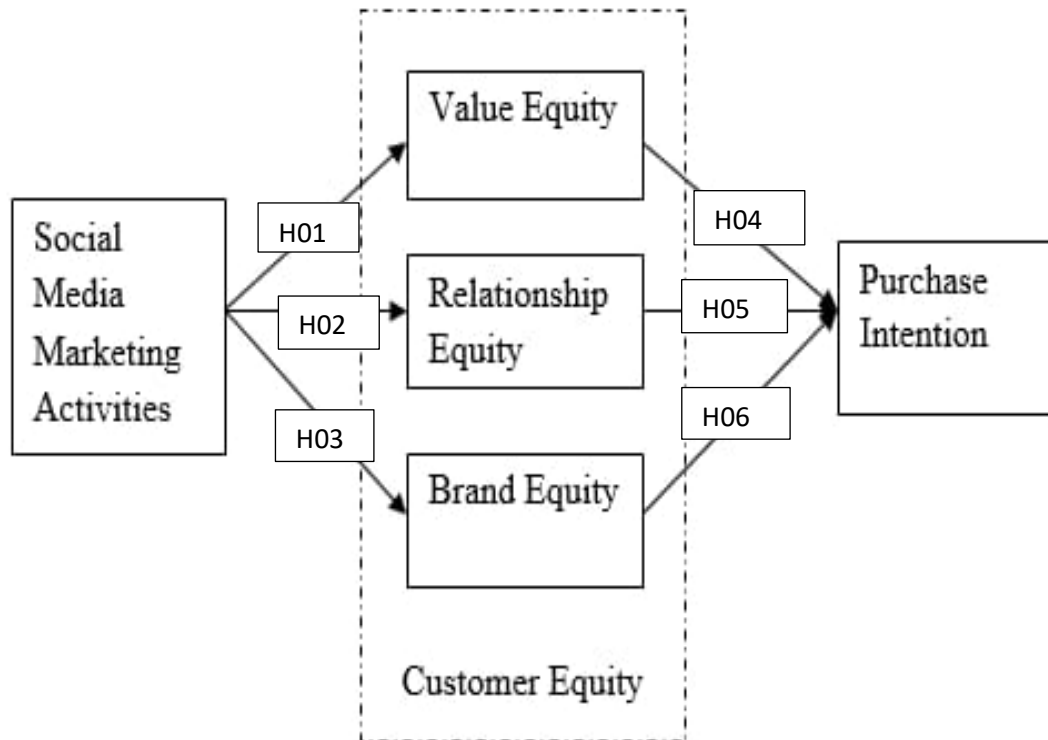 Social
Media
Marketing
Activities
H01
H02
H03
Value Equity
Relationship
Equity
Brand Equity
Customer Equity
H04
H05
H06
Purchase
Intention